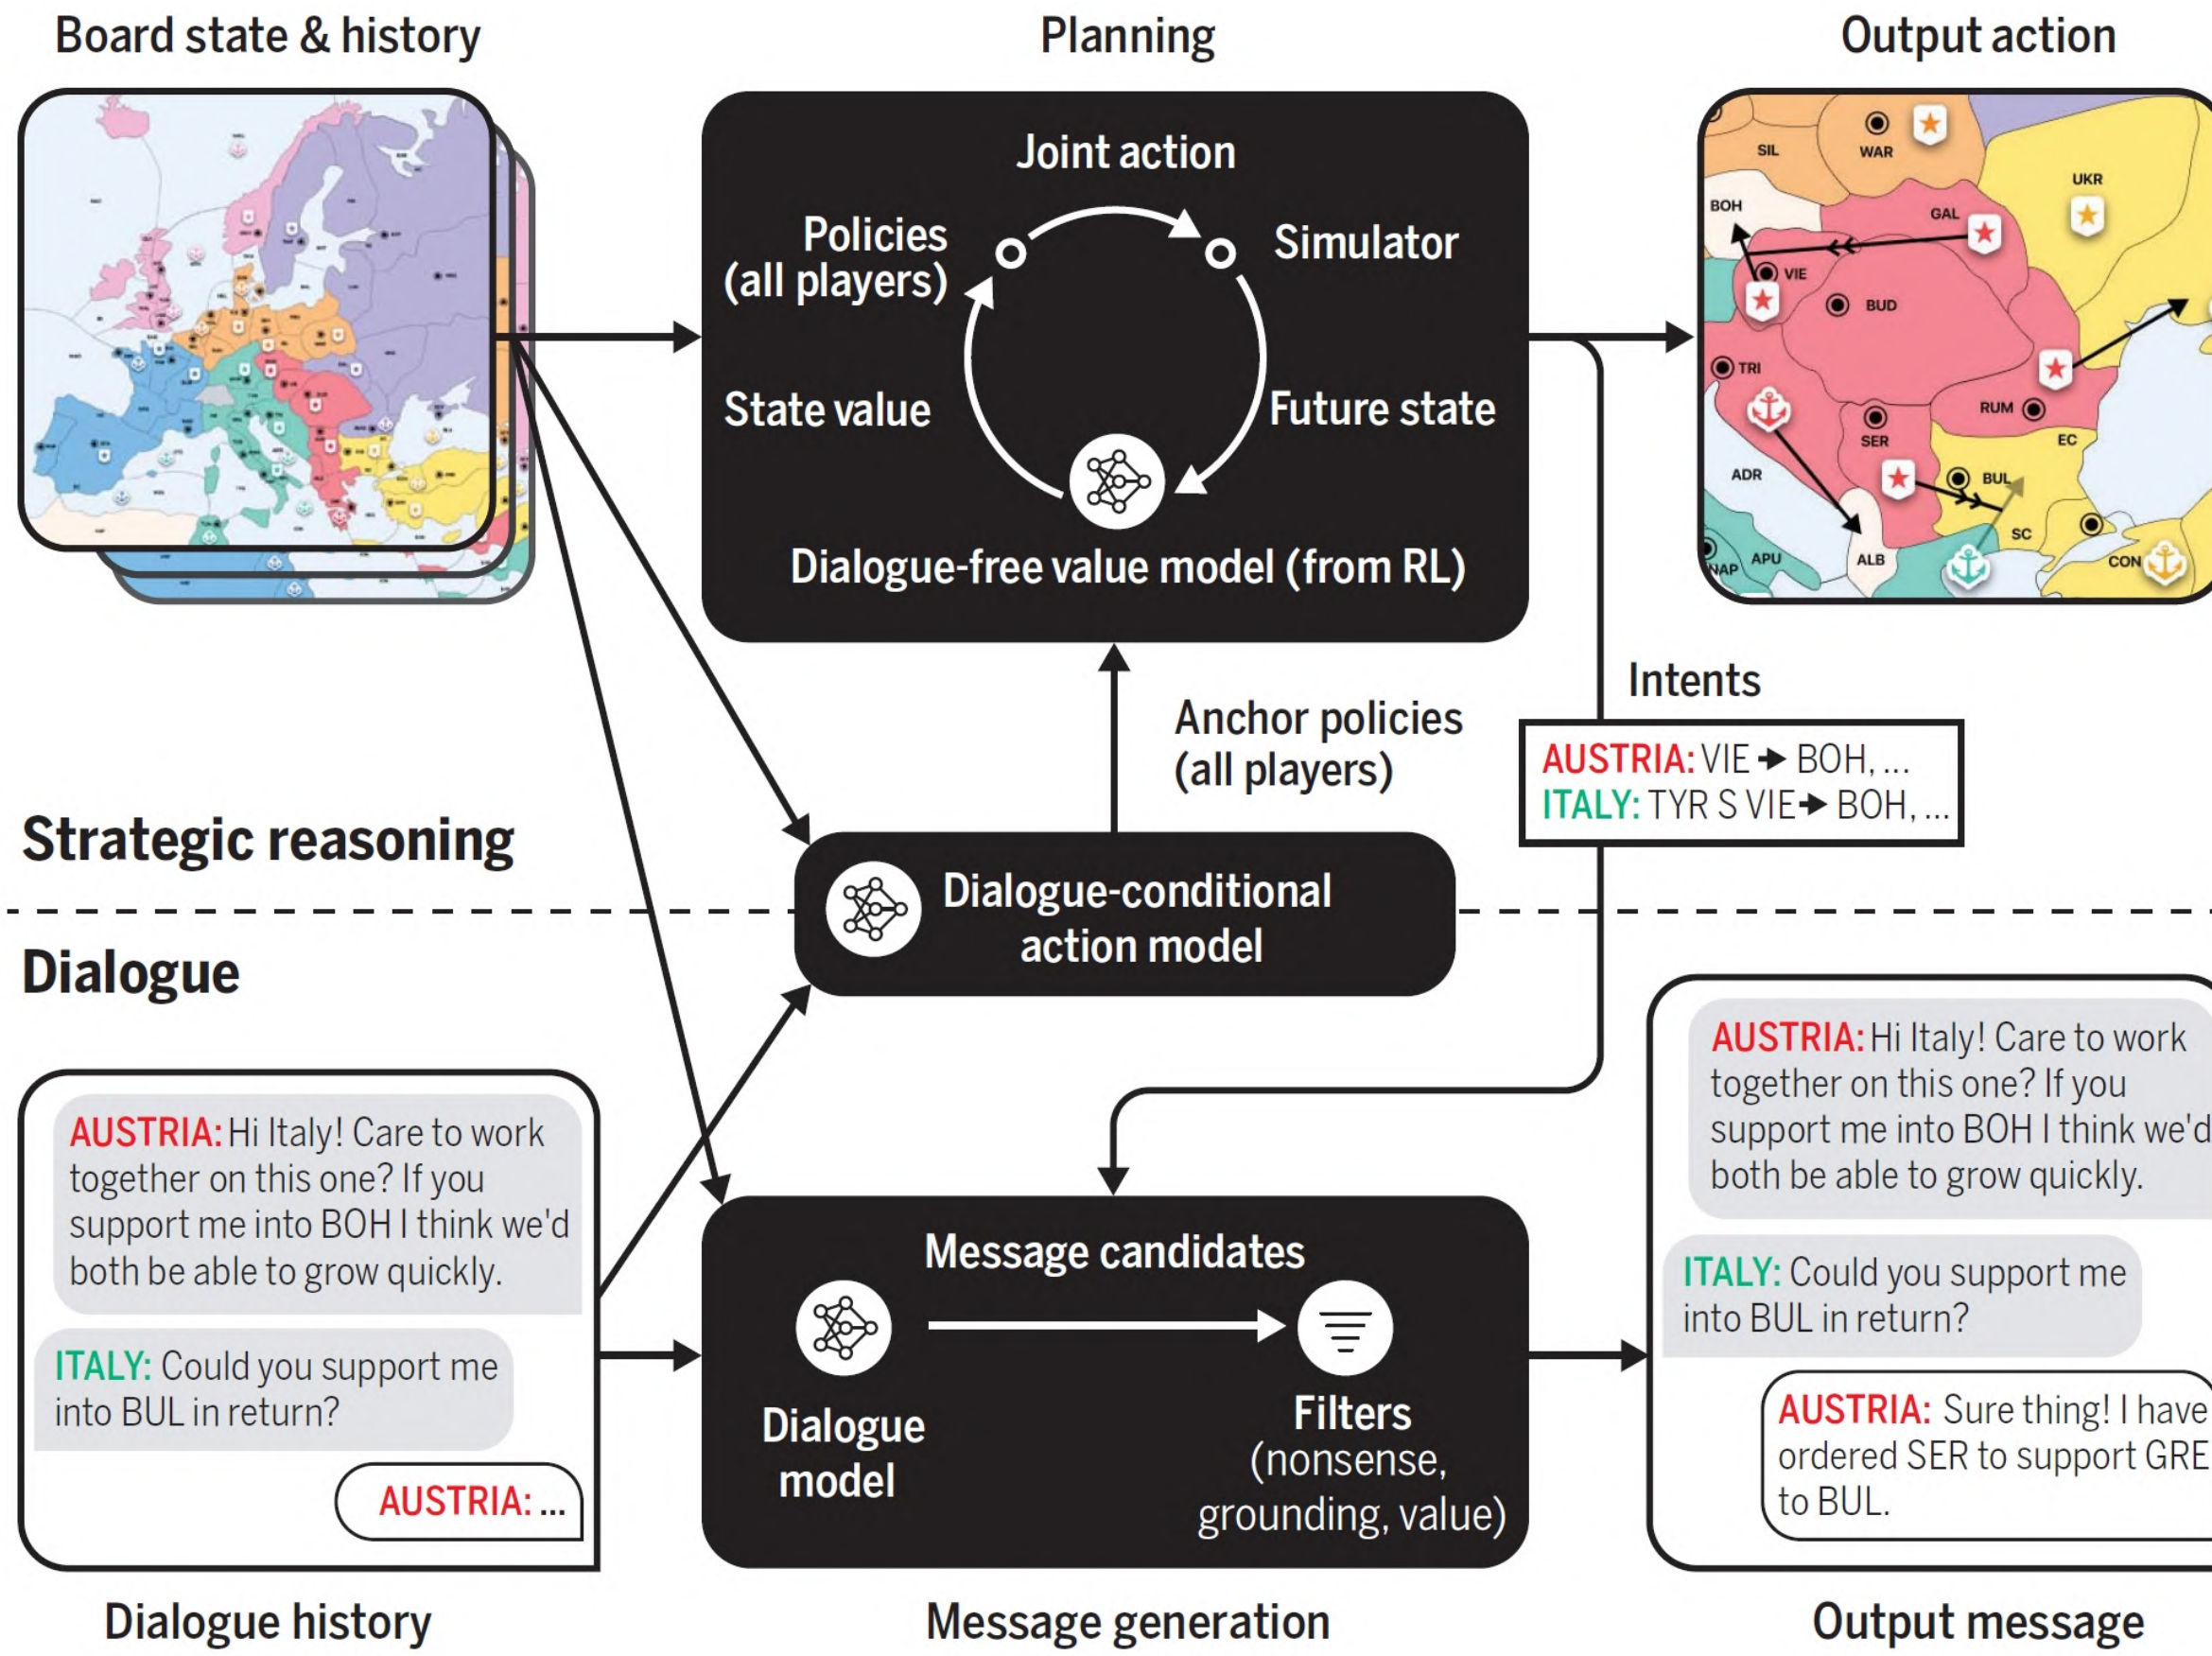 Board state & history
Planning
Output action
Joint action
Policies
(all players)
Simulator
State value
Future state
Dialogue-free value model (from RL)
SIL
WAR
UKR
BOH
GAL
VIE
BUD
TRI
RUM
SER
EC
ADR
BUL
SC
APU
NAP
ALB
CON
Anchor policies
(all players)
Intents
AUSTRIA: VIE → BOH, ...
ITALY: TYR S VIE → BOH, ...
Strategic reasoning
Dialogue-conditional
action model
Dialogue
AUSTRIA: Hi Italy! Care to work
together on this one? If you
support me into BOH I think we'd
both be able to grow quickly.
ITALY: Could you support me
into BUL in return?
AUSTRIA: ...
Dialogue history
Message candidates
Dialogue
model
Filters
(nonsense,
grounding, value)
Message generation
AUSTRIA: Hi Italy! Care to work
together on this one? If you
support me into BOH I think we'd
both be able to grow quickly.
ITALY: Could you support me
into BUL in return?
AUSTRIA: Sure thing! I have
ordered SER to support GRE
to BUL.
Output message